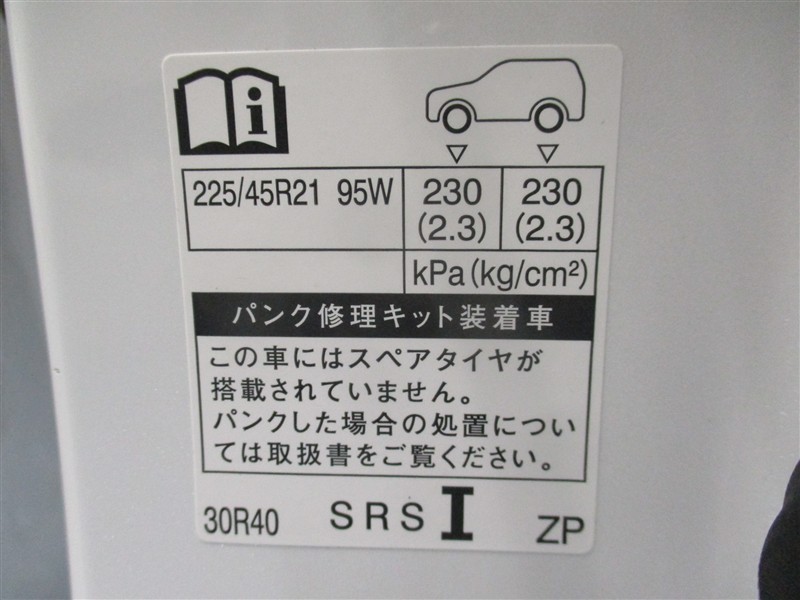 225/45R21 95W 230 230
(2.3) (2.3)
kPa(kg/cm²)
パンク修理キット装着車
この車にはスペアタイヤが
搭載されていません。
パンクした場合の処置につい
ては取扱書をご覧ください。
30R40 SRS I ZP